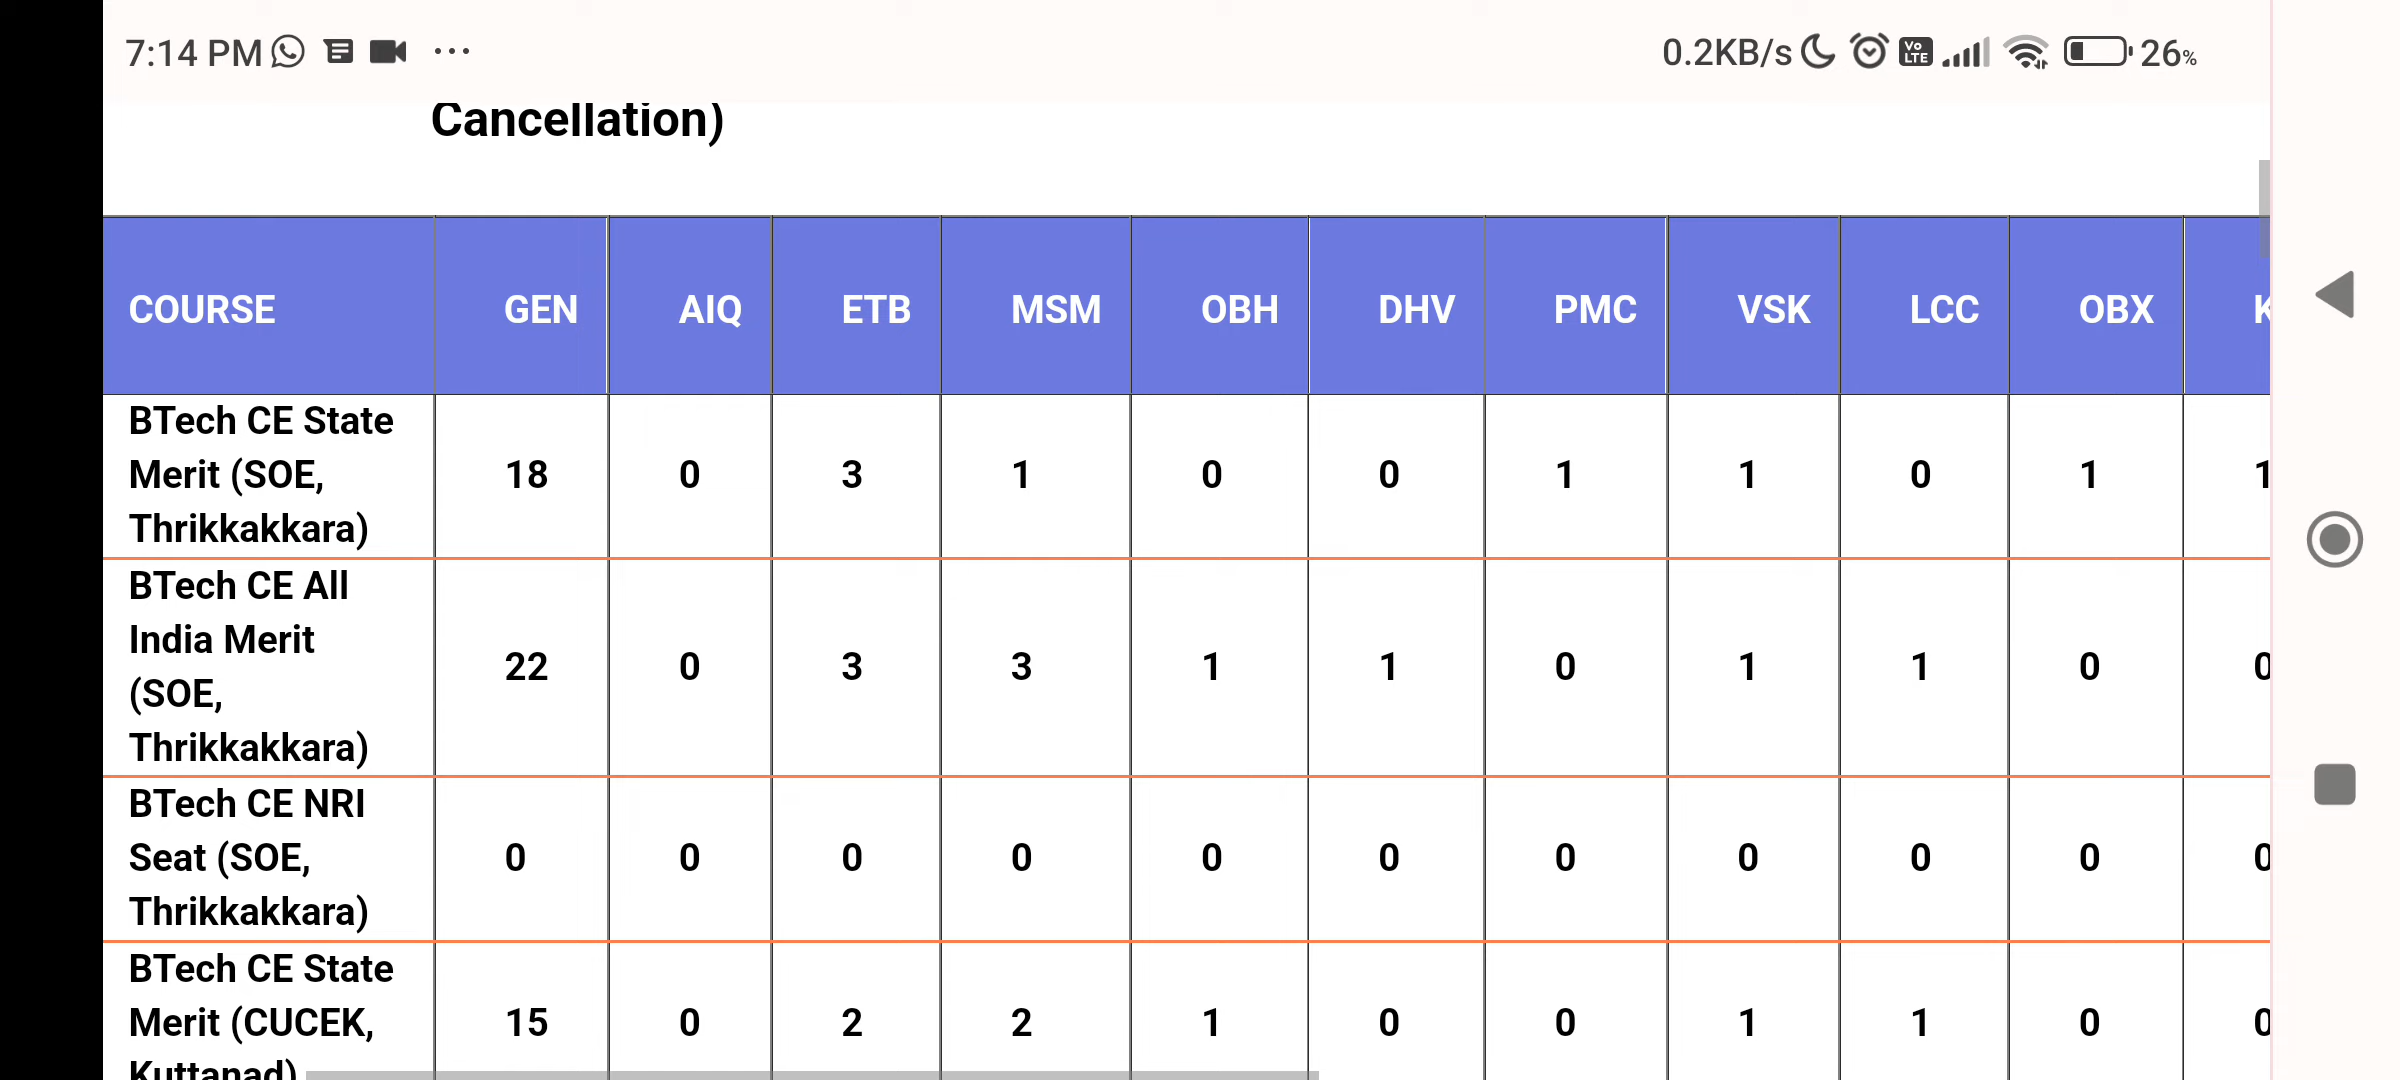 7:14 PM ... 0.2KB/s Vo LTE 26%
Cancellation)
COURSE GEN AIQ ETB MSM OBH DHV PMC VSK LCC OBX K
BTech CE State
Merit (SOE, 18 0 3 1 0 0 1 1 0 1 1
Thrikkakkara)
BTech CE All
India Merit
22 0 3 3 1 1 0 1 1 0 0
(SOE,
Thrikkakkara)
BTech CE NRI
Seat (SOE, 0 0 0 0 0 0 0 0 0 0 0
Thrikkakkara)
BTech CE State
Merit (CUCEK, 15 0 2 2 1 0 0 1 1 0 0
Kuttanad)